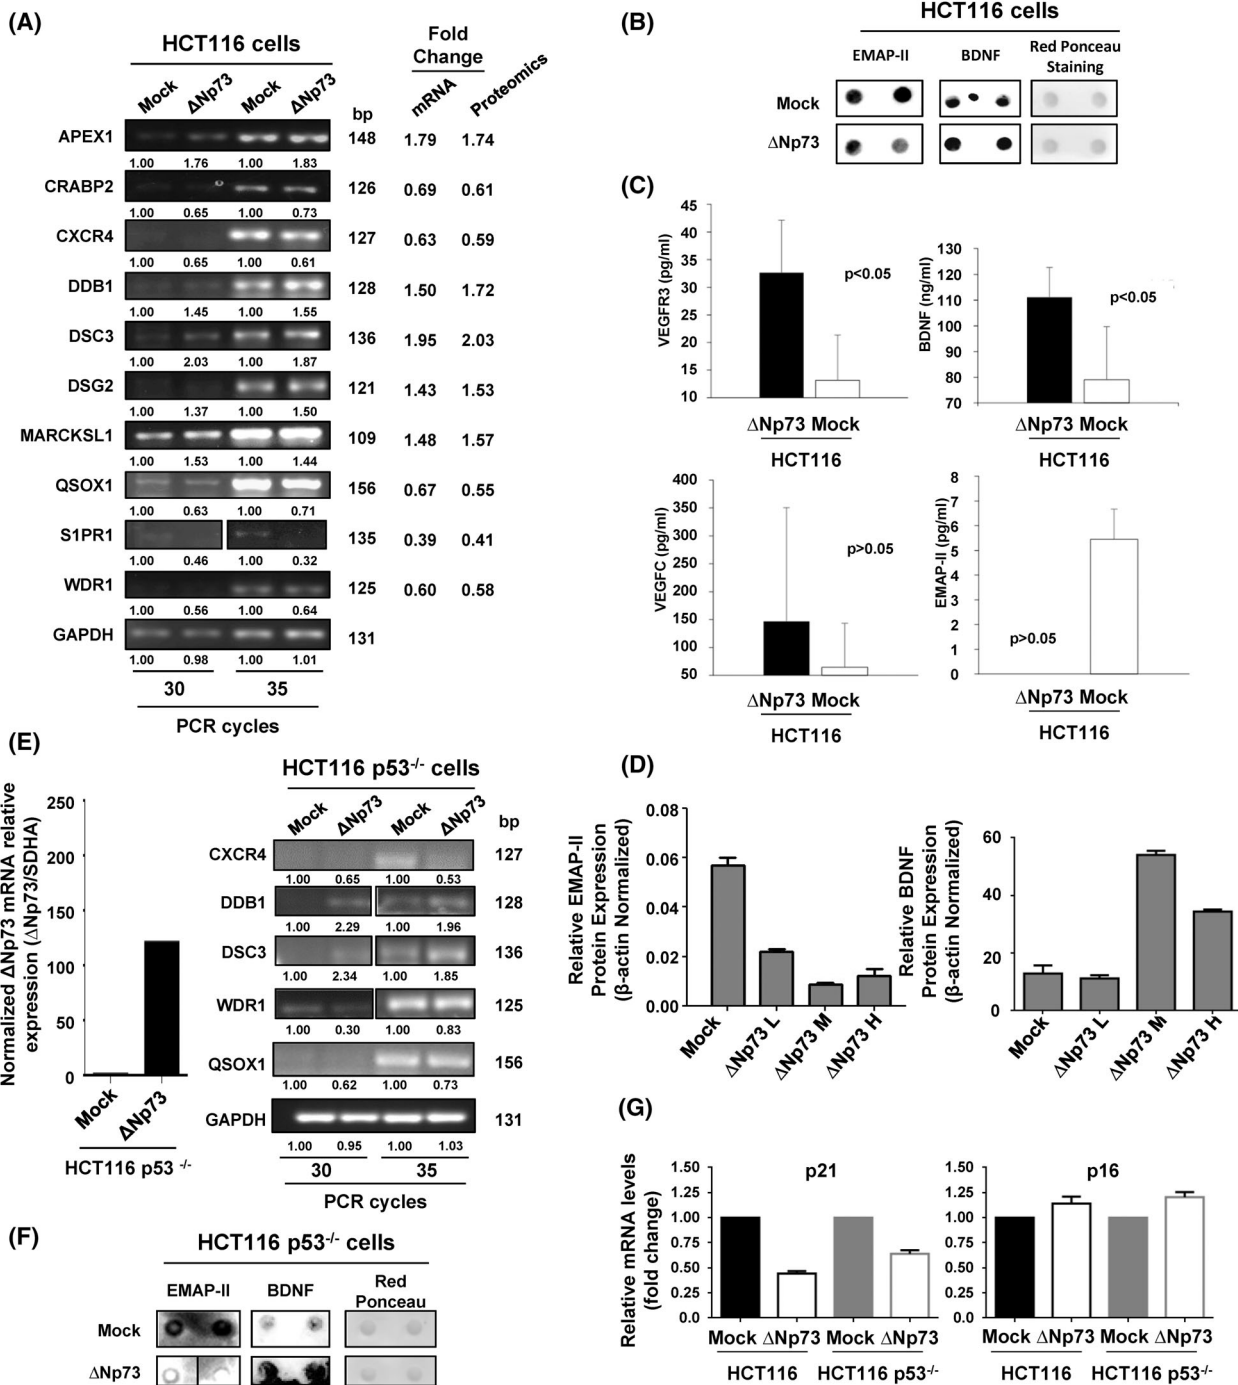 (A)
HCT116 cells
Fold Change
Mock ΔNp73 Mock ΔNp73 bp mRNA Proteomics
APEX1 148 1.79 1.74
1.00 1.76 1.00 1.83
CRABP2 126 0.69 0.61
1.00 0.65 1.00 0.73
CXCR4 127 0.63 0.59
1.00 0.65 1.00 0.61
DDB1 128 1.50 1.72
1.00 1.45 1.00 1.55
DSC3 136 1.95 2.03
1.00 2.03 1.00 1.87
DSG2 121 1.43 1.53
1.00 1.37 1.00 1.50
MARCKSL1 109 1.48 1.57
1.00 1.53 1.00 1.44
QSOX1 156 0.67 0.55
1.00 0.63 1.00 0.71
S1PR1 135 0.39 0.41
1.00 0.46 1.00 0.32
WDR1 125 0.60 0.58
1.00 0.56 1.00 0.64
GAPDH 131
1.00 0.98 1.00 1.01
30 35
PCR cycles
(B)
HCT116 cells
EMAP-II BDNF Red Ponceau
Staining
Mock
ΔNp73
(C)
VEGFR3 (pg/ml)
45
40
35
30
25
20
15
10
p<0.05
ΔNp73 Mock
HCT116
BDNF (ng/ml)
130
120
110
100
90
80
70
p<0.05
ΔNp73 Mock
HCT116
VEGFC (pg/ml)
400
350
300
250
200
150
100
50
p>0.05
ΔNp73 Mock
HCT116
EMAP-II (pg/ml)
8
7
6
5
4
3
2
1
0
p>0.05
ΔNp73 Mock
HCT116
(D)
Relative EMAP-II
Protein Expression
(β-actin Normalized)
0.08
0.06
0.04
0.02
0.00
Mock ΔNp73 L ΔNp73 M ΔNp73 H
Relative BDNF
Protein Expression
(β-actin Normalized)
60
40
20
0
Mock ΔNp73 L ΔNp73 M ΔNp73 H
(E)
Normalized ΔNp73 mRNA relative
expression (ΔNp73/SDHA)
250
200
150
100
50
0
Mock ΔNp73
HCT116 p53 -/-
HCT116 p53-/- cells
Mock ΔNp73 Mock ΔNp73 bp
CXCR4 127
1.00 0.65 1.00 0.53
DDB1 128
1.00 2.29 1.00 1.96
DSC3 136
1.00 2.34 1.00 1.85
WDR1 125
1.00 0.30 1.00 0.83
QSOX1 156
1.00 0.62 1.00 0.73
GAPDH 131
1.00 0.95 1.00 1.03
30 35
PCR cycles
(F)
HCT116 p53-/- cells
EMAP-II BDNF Red
Ponceau
Mock
ΔNp73
(G)
Relative mRNA levels
(fold change)
p21
1.50
1.25
1.00
0.75
0.50
0.25
0.0
Mock ΔNp73 Mock ΔNp73
HCT116 HCT116 p53-/-
p16
1.50
1.25
1.00
0.75
0.50
0.25
0.0
Mock ΔNp73 Mock ΔNp73
HCT116 HCT116 p53-/-